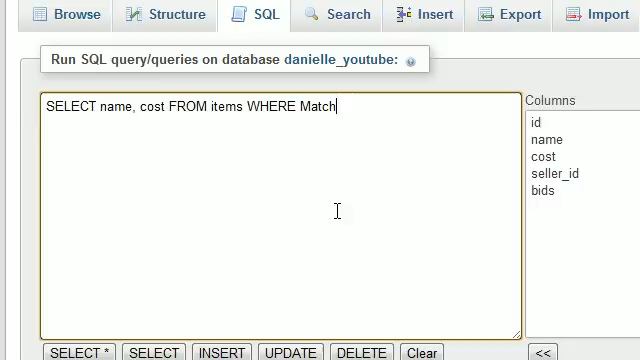 Browse Structure SQL Search Insert Export Import
Run SQL query/queries on database danielle_youtube:
SELECT name, cost FROM items WHERE Match
Columns
id
name
cost
seller_id
bids
SELECT * SELECT INSERT UPDATE DELETE Clear <<